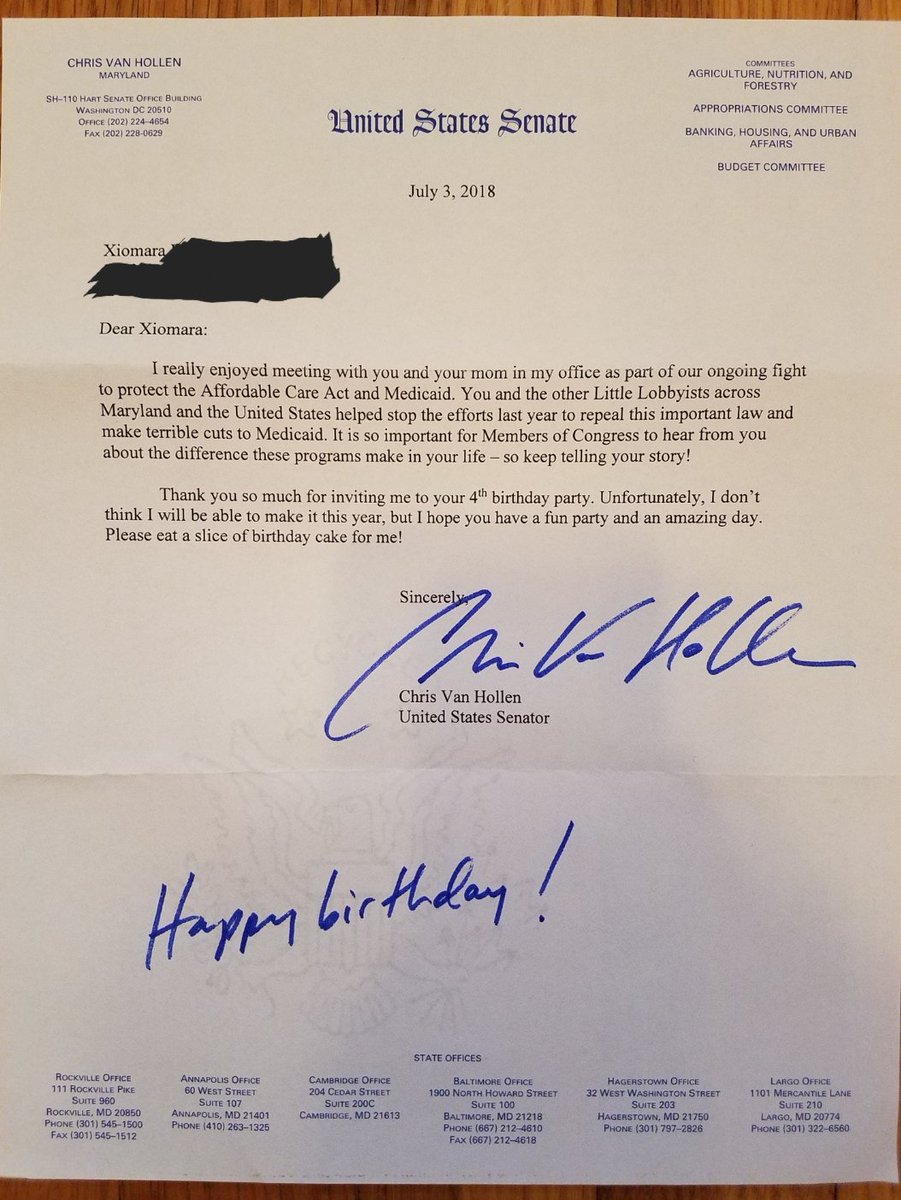 CHRIS VAN HOLLEN
MARYLAND
SH–110 HART SENATE OFFICE BUILDING
WASHINGTON DC 20510
OFFICE (202) 224–4654
FAX (202) 228-0629
United States Senate
COMMITTEES
AGRICULTURE, NUTRITION, AND
FORESTRY
APPROPRIATIONS COMMITTEE
BANKING, HOUSING, AND URBAN
AFFAIRS
BUDGET COMMITTEE
July 3, 2018
Xiomara
Dear Xiomara:
I really enjoyed meeting with you and your mom in my office as part of our ongoing fight
to protect the Affordable Care Act and Medicaid. You and the other Little Lobbyists across
Maryland and the United States helped stop the efforts last year to repeal this important law and
make terrible cuts to Medicaid. It is so important for Members of Congress to hear from you
about the difference these programs make in your life – so keep telling your story!
Thank you so much for inviting me to your 4th birthday party. Unfortunately, I don’t
think I will be able to make it this year, but I hope you have a fun party and an amazing day.
Please eat a slice of birthday cake for me!
Sincerely,
Chris Van Hollen
Chris Van Hollen
United States Senator
Happy birthday!
STATE OFFICES
ROCKVILLE OFFICE
111 ROCKVILLE PIKE
SUITE 960
ROCKVILLE, MD 20850
PHONE (301) 545–1500
FAX (301) 545–1512
ANNAPOLIS OFFICE
60 WEST STREET
SUITE 107
ANNAPOLIS, MD 21401
PHONE (410) 263–1325
CAMBRIDGE OFFICE
204 CEDAR STREET
SUITE 200C
CAMBRIDGE, MD 21613
BALTIMORE OFFICE
1900 NORTH HOWARD STREET
SUITE 100
BALTIMORE, MD 21218
PHONE (667) 212–4610
FAX (667) 212–4618
HAGERSTOWN OFFICE
32 WEST WASHINGTON STREET
SUITE 203
HAGERSTOWN, MD 21750
PHONE (301) 797–2826
LARGO OFFICE
1101 MERCANTILE LANE
SUITE 210
LARGO, MD 20774
PHONE (301) 322–6560